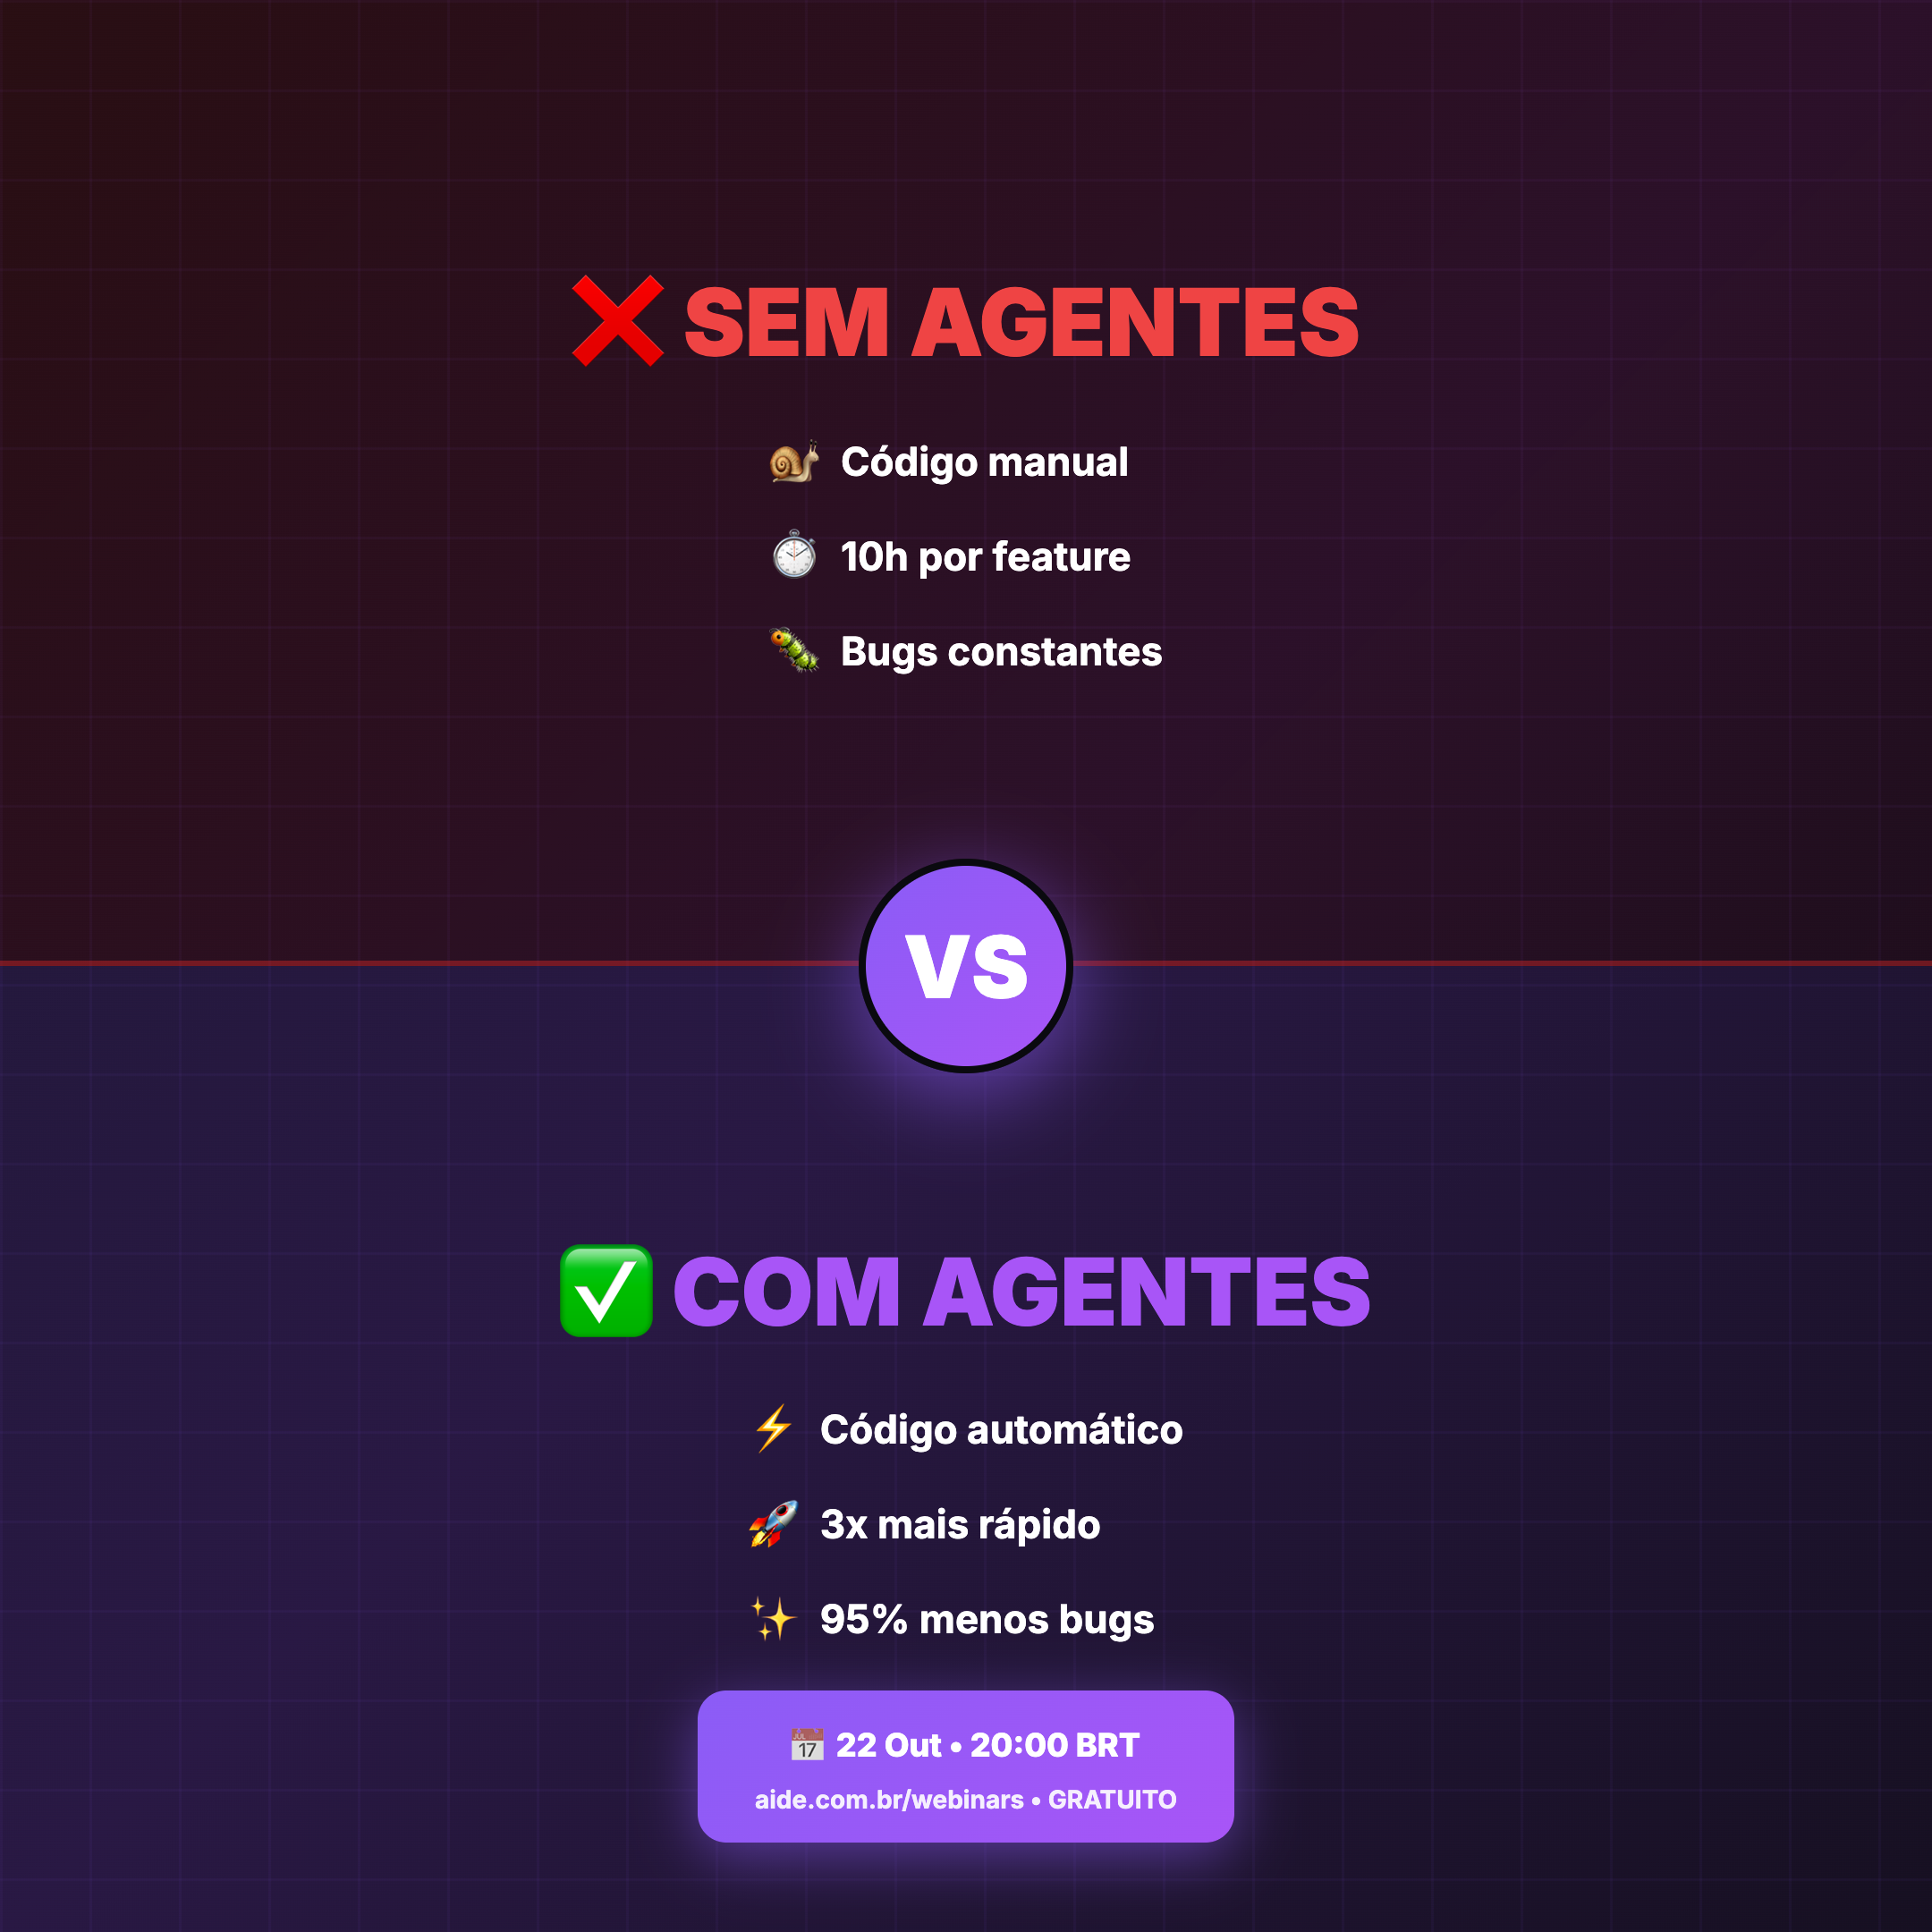 ❌ SEM AGENTES
🐌 Código manual
⏱️ 10h por feature
🐛 Bugs constantes
VS
✅ COM AGENTES
⚡ Código automático
🚀 3x mais rápido
✨ 95% menos bugs
📅 22 Out • 20:00 BRT
aide.com.br/webinars • GRATUITO